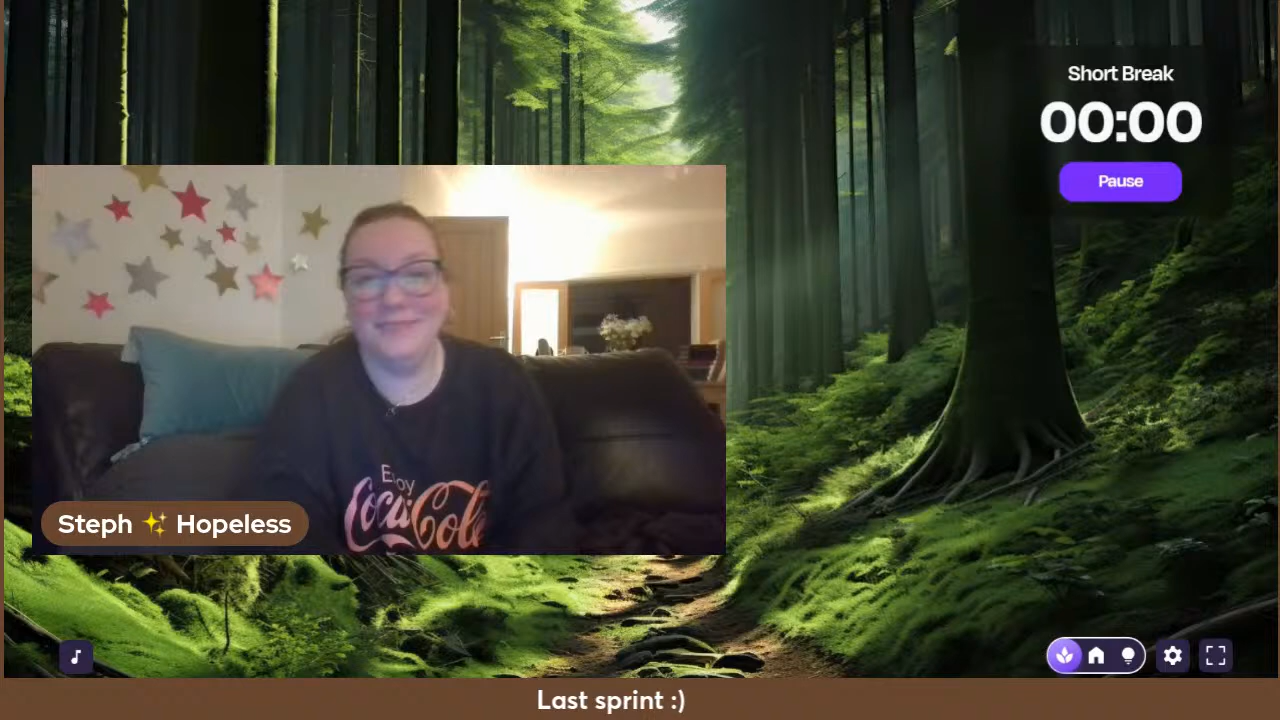 Short Break
00:00
Pause
Enjoy
Coca-Cola
Steph ✨ Hopeless
Last sprint :)